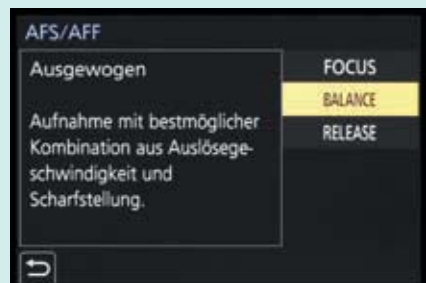 AFS/AFF
Ausgewogen
Aufnahme mit bestmöglicher
Kombination aus Auslösege-
schwindigkeit und
Scharfstellung.
FOCUS
BALANCE
RELEASE